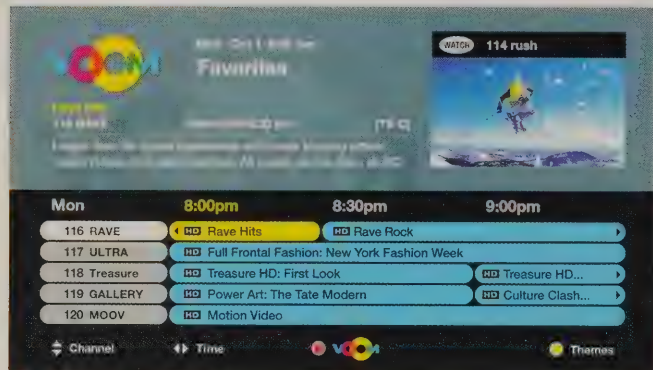 VOOM
Favorites
WATCH 114 rush
Mon 8:00pm 8:30pm 9:00pm
116 RAVE HD Rave Hits HD Rave Rock
117 ULTRA HD Full Frontal Fashion: New York Fashion Week
118 Treasure HD Treasure HD: First Look HD Treasure HD...
119 GALLERY HD Power Art: The Tate Modern HD Culture Clash...
120 MOOV HD Motion Video
Channel Time VOOM Themes